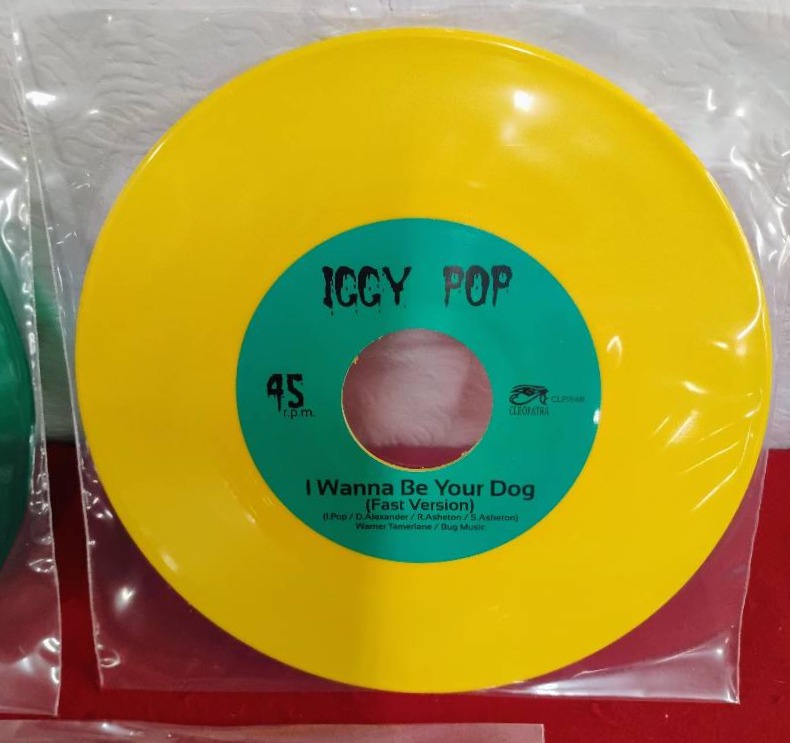 IGGY POP
45
r.p.m.
CLEOPATRA
I Wanna Be Your Dog
(Fast Version)
(I.Pop / D.Alexander / R.Asheton / S.Asheton)
Warner Tamerlane / Bug Music